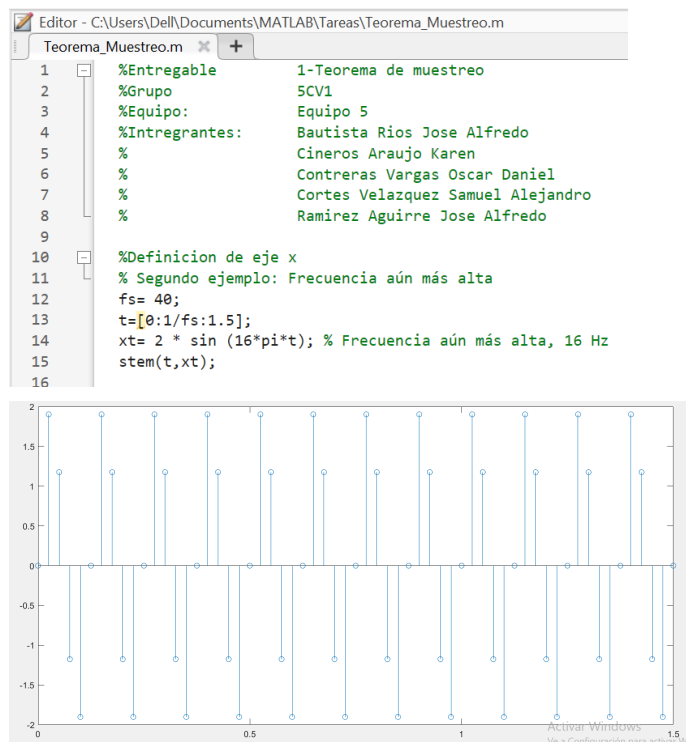 Editor - C:\Users\Dell\Documents\MATLAB\Tareas\Teorema_Muestreo.m
Teorema_Muestreo.m × +
1 %Entregable 1-Teorema de muestreo
2 %Grupo 5CV1
3 %Equipo: Equipo 5
4 %Intregrantes: Bautista Rios Jose Alfredo
5 % Cineros Araujo Karen
6 % Contreras Vargas Oscar Daniel
7 % Cortes Velazquez Samuel Alejandro
8 % Ramirez Aguirre Jose Alfredo
9
10 %Definicion de eje x
11 % Segundo ejemplo: Frecuencia aún más alta
12 fs= 40;
13 t=[0:1/fs:1.5];
14 xt= 2 * sin (16*pi*t); % Frecuencia aún más alta, 16 Hz
15 stem(t,xt);
16
2
1.5
1
0.5
0
-0.5
-1
-1.5
-2
0 0.5 1 1.5
Activar Windows
Ve a Configuración para activar W